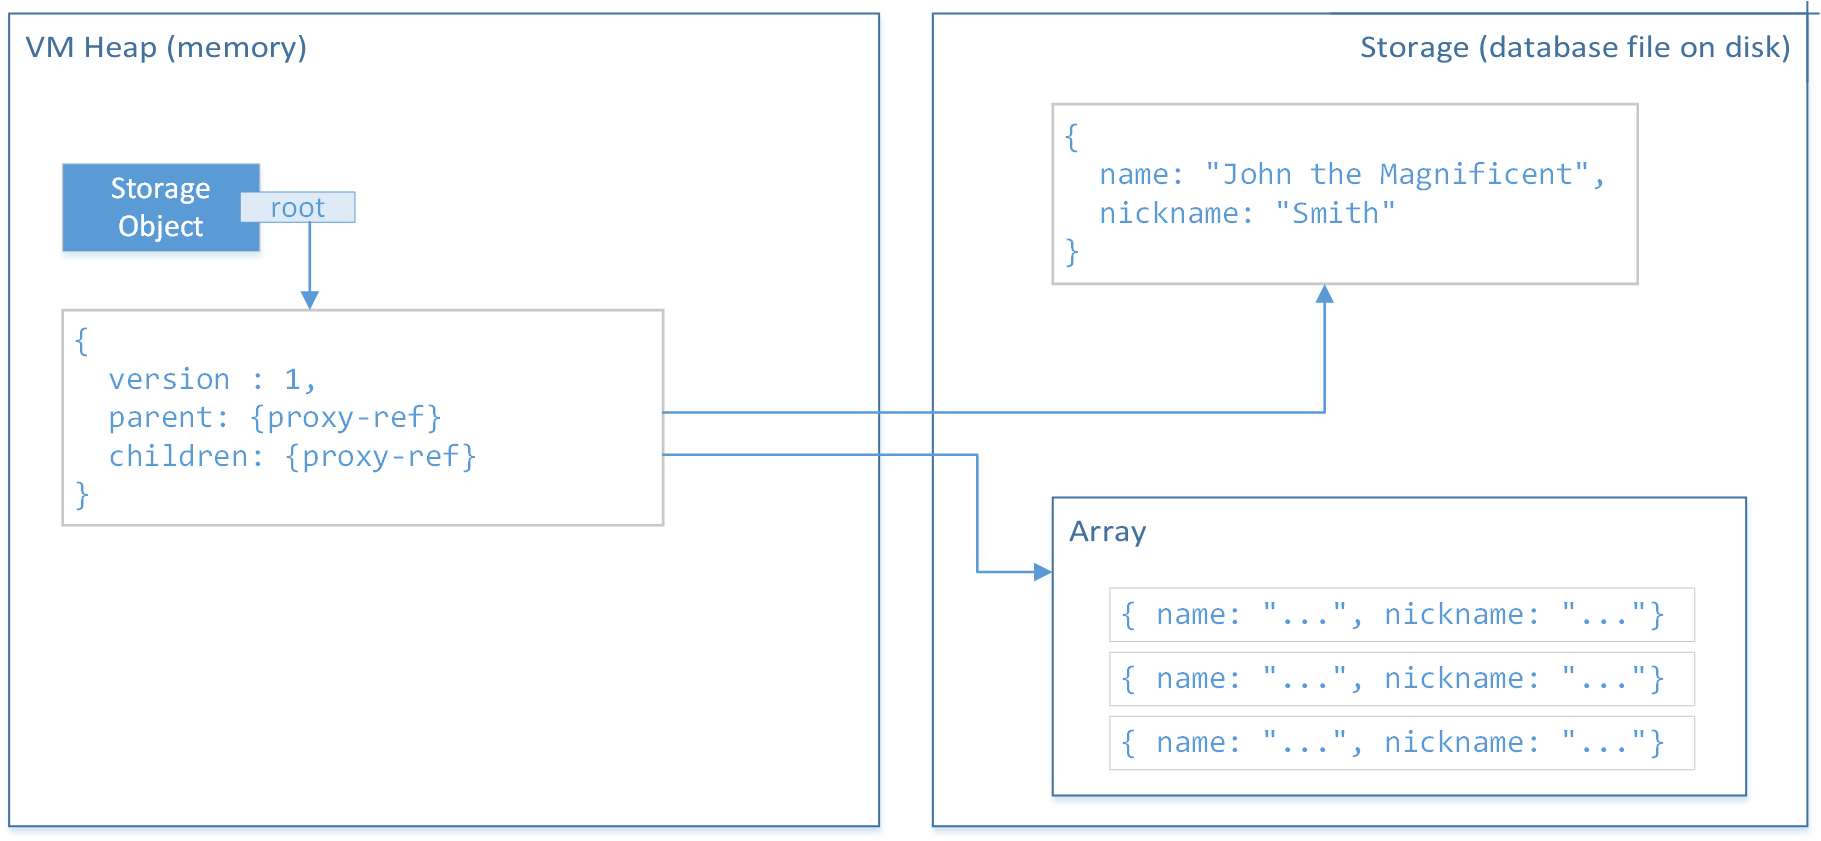 VM Heap (memory)
Storage
Object
root
{
version : 1,
parent: {proxy-ref}
children: {proxy-ref}
}
Storage (database file on disk)
{
name: "John the Magnificent",
nickname: "Smith"
}
Array
{ name: "...", nickname: "..."}
{ name: "...", nickname: "..."}
{ name: "...", nickname: "..."}